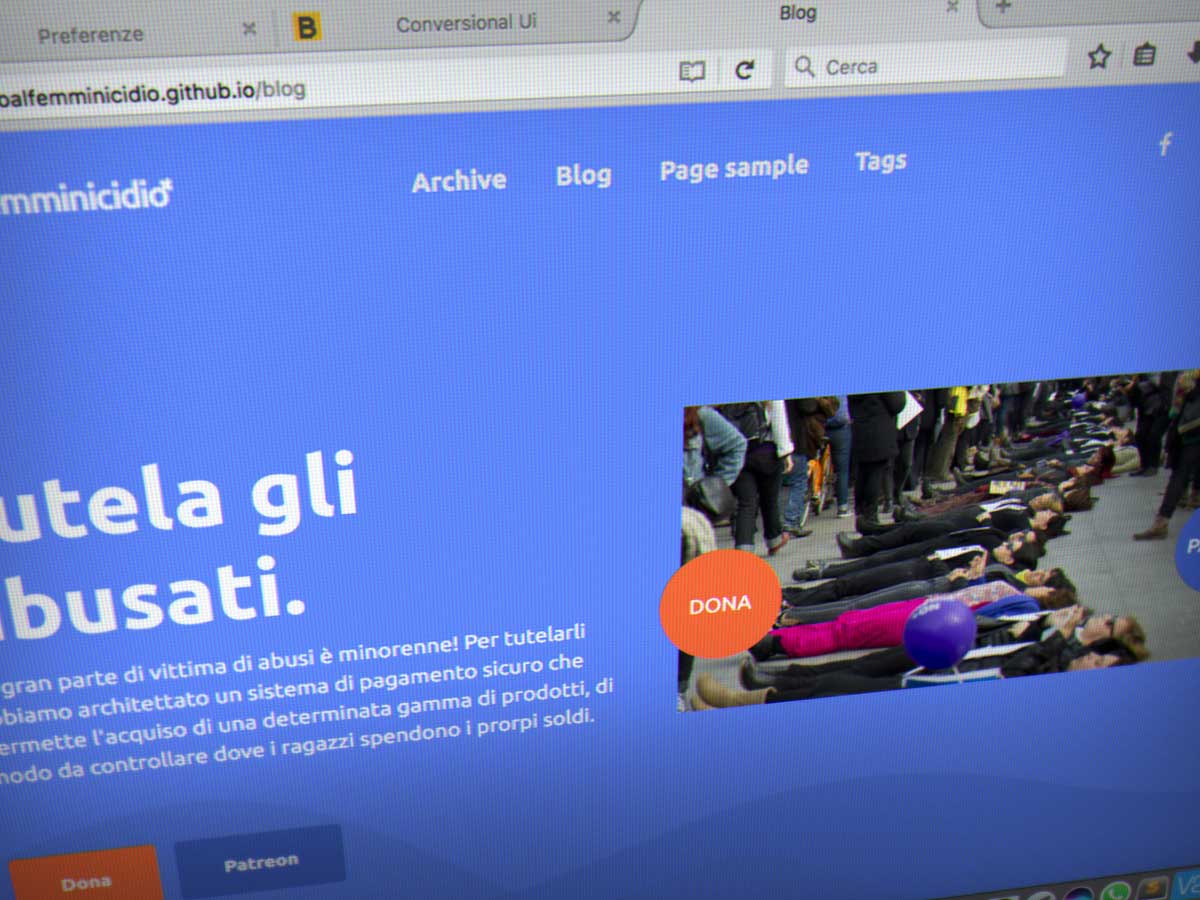 Preferenze
B
Conversional Ui
Blog
oalfemminicidio.github.io/blog
Cerca
mminicidio
Archive
Blog
Page sample
Tags
f
utela gli
busati.
gran parte di vittima di abusi è minorenne! Per tutelarli
bbiamo architettato un sistema di pagamento sicuro che
ermette l'acquiso di una determinata gamma di prodotti, di
modo da controllare dove i ragazzi spendono i prorpi soldi.
DONA
Dona
Patreon